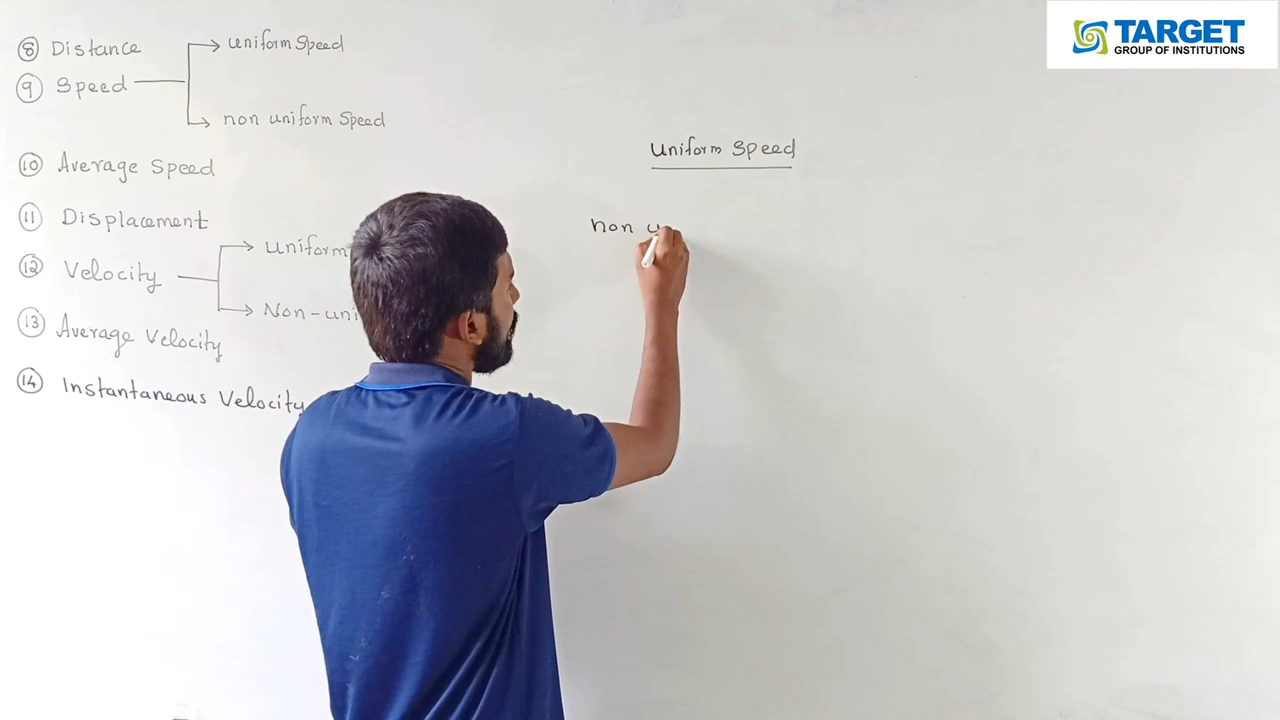 ⑧ Distance
⑨ Speed
uniform Speed
non uniform Speed
⑩ Average Speed
⑪ Displacement
⑫ Velocity
uniform
Non-uni
⑬ Average Velocity
⑭ Instantaneous Velocity
uniform Speed
non u
TARGET
GROUP OF INSTITUTIONS